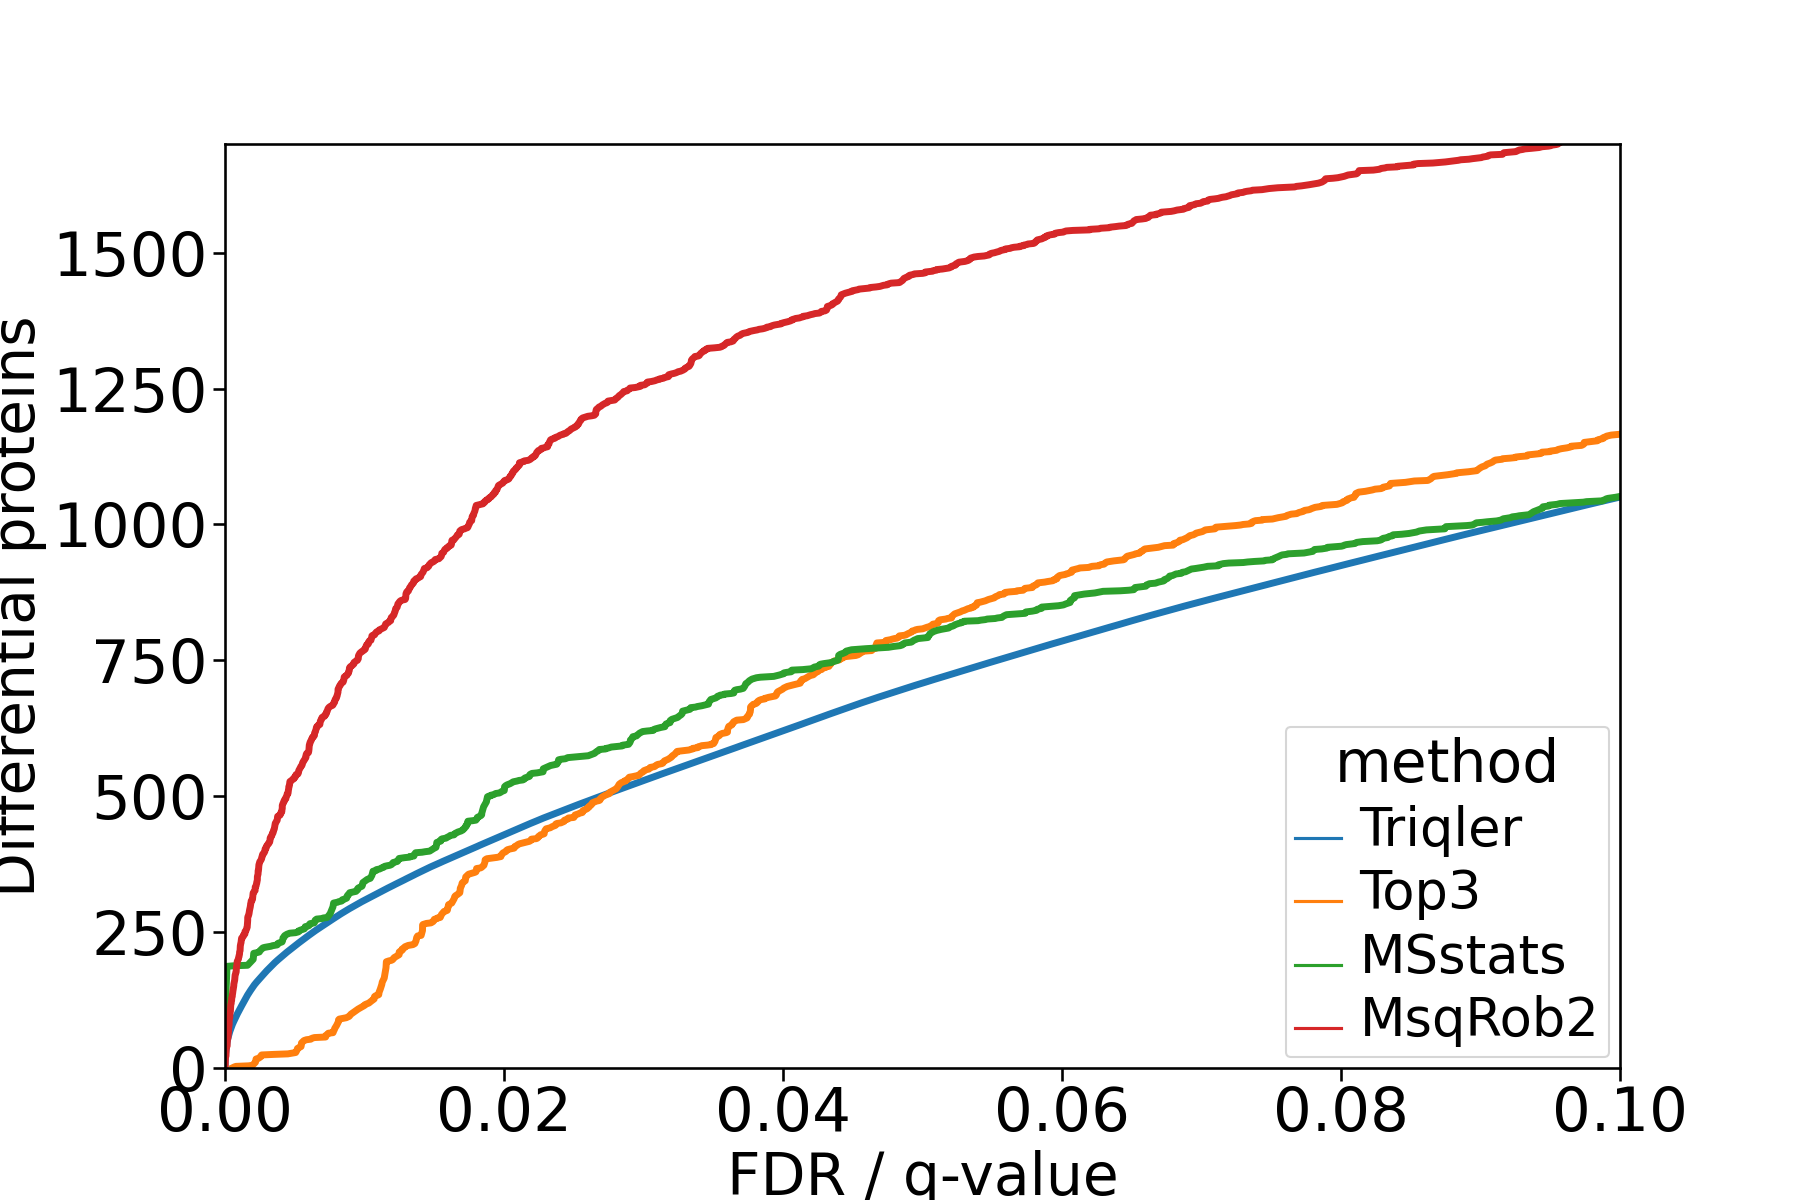 Differential proteins
1500
1250
1000
750
500
250
0
0.00 0.02 0.04 0.06 0.08 0.10
FDR / q-value
method
Triqler
Top3
MSstats
MsqRob2